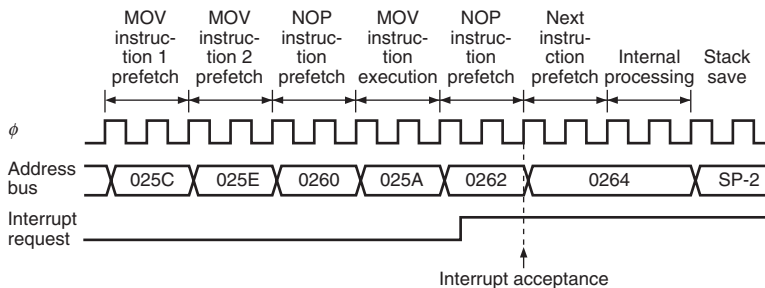 MOV
instruc-
tion 1
prefetch
MOV
instruc-
tion 2
prefetch
NOP
instruc-
tion
prefetch
MOV
instruc-
tion
execution
NOP
instruc-
tion
prefetch
Next
instru-
ction
prefetch
Internal
processing
Stack
save
ϕ
Address
bus
025C
025E
0260
025A
0262
0264
SP-2
Interrupt
request
Interrupt acceptance